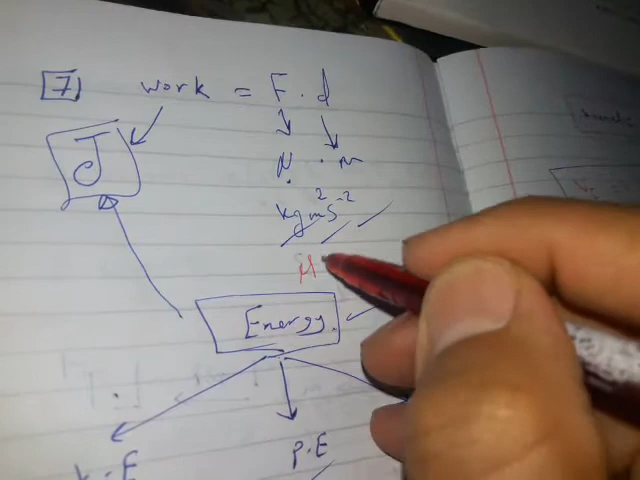 7) work = F . d
J
N . m
kg m² s⁻²
M
Energy.
K.E
P.E